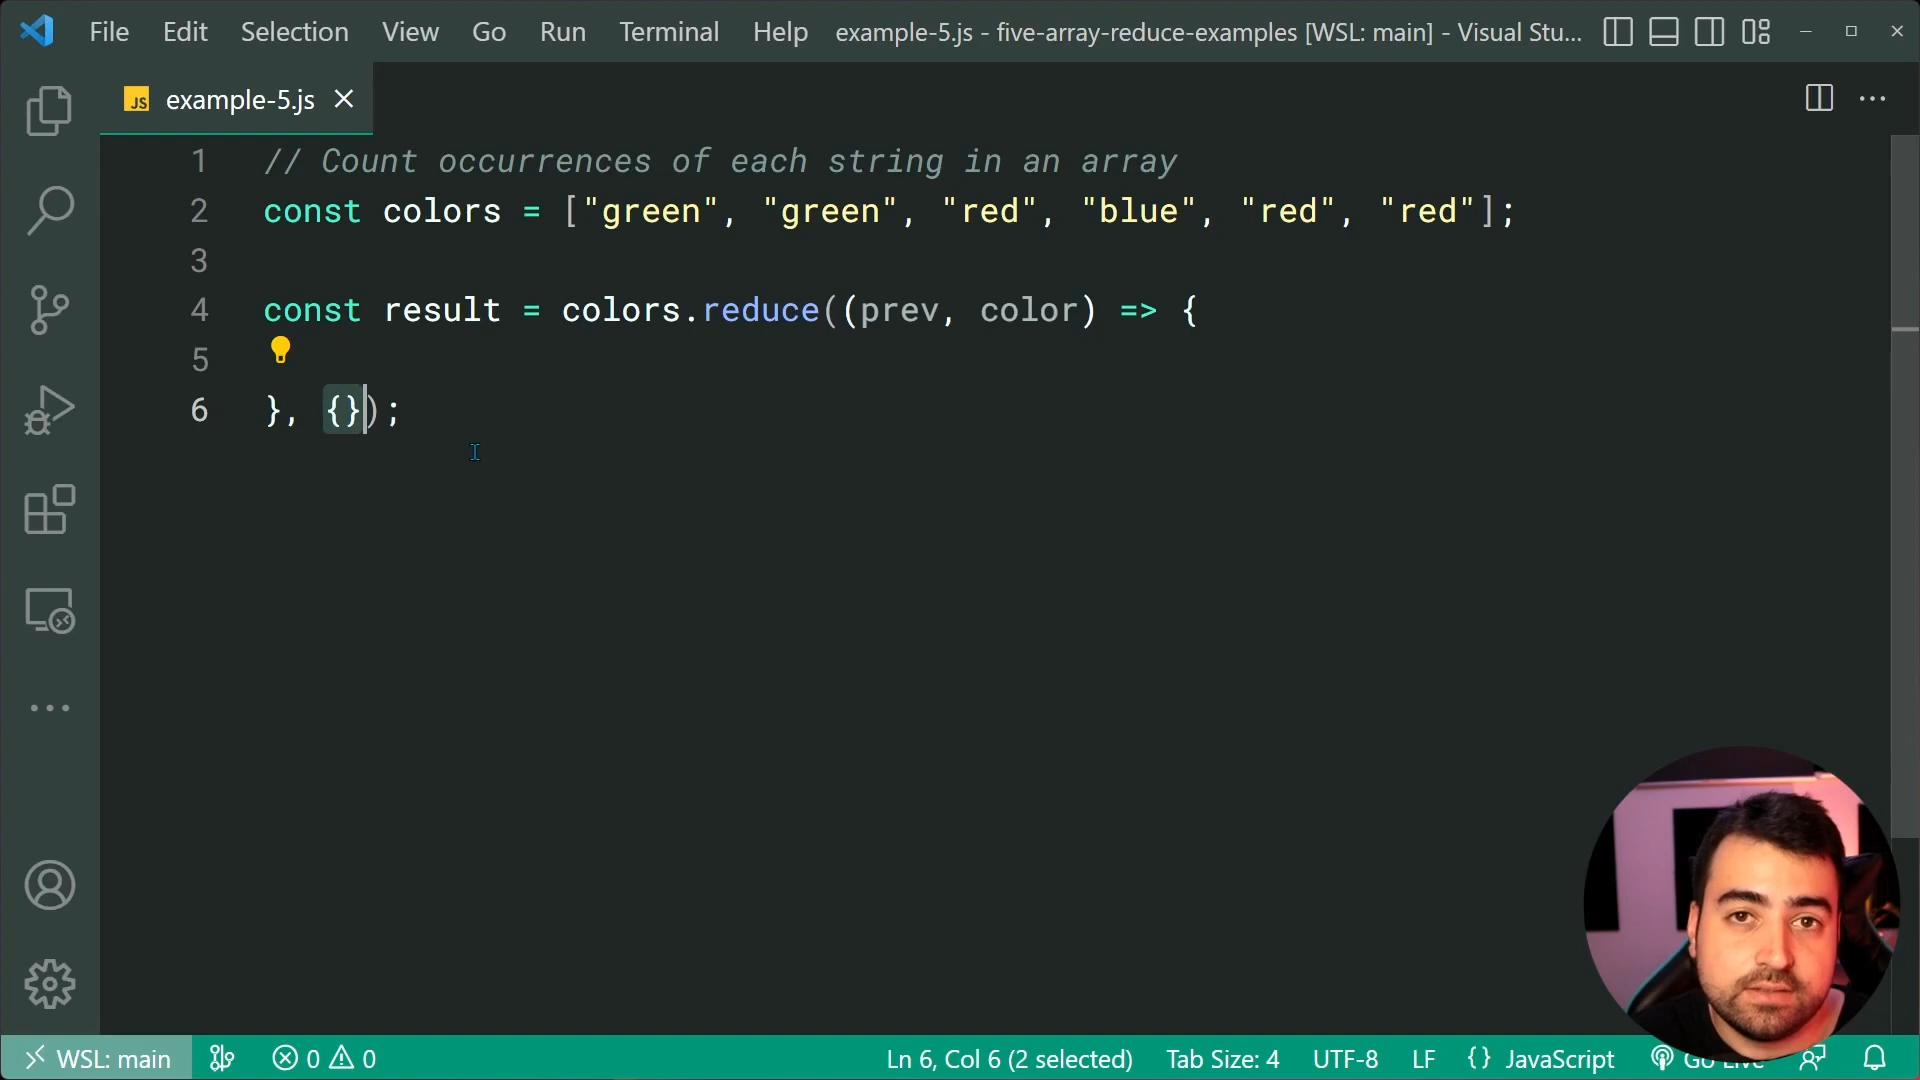 File Edit Selection View Go Run Terminal Help example-5.js - five-array-reduce-examples [WSL: main] - Visual Stu...
JS example-5.js
1 // Count occurrences of each string in an array
2 const colors = ["green", "green", "red", "blue", "red", "red"];
3
4 const result = colors.reduce((prev, color) => {
5
6 }, {});
WSL: main 0 0 Ln 6, Col 6 (2 selected) Tab Size: 4 UTF-8 LF {} JavaScript Go Live